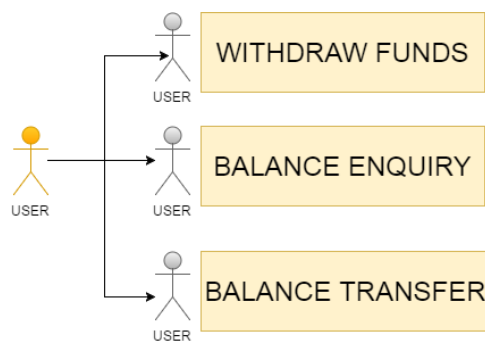 WITHDRAW FUNDS
USER
BALANCE ENQUIRY
USER
USER
BALANCE TRANSFER
USER